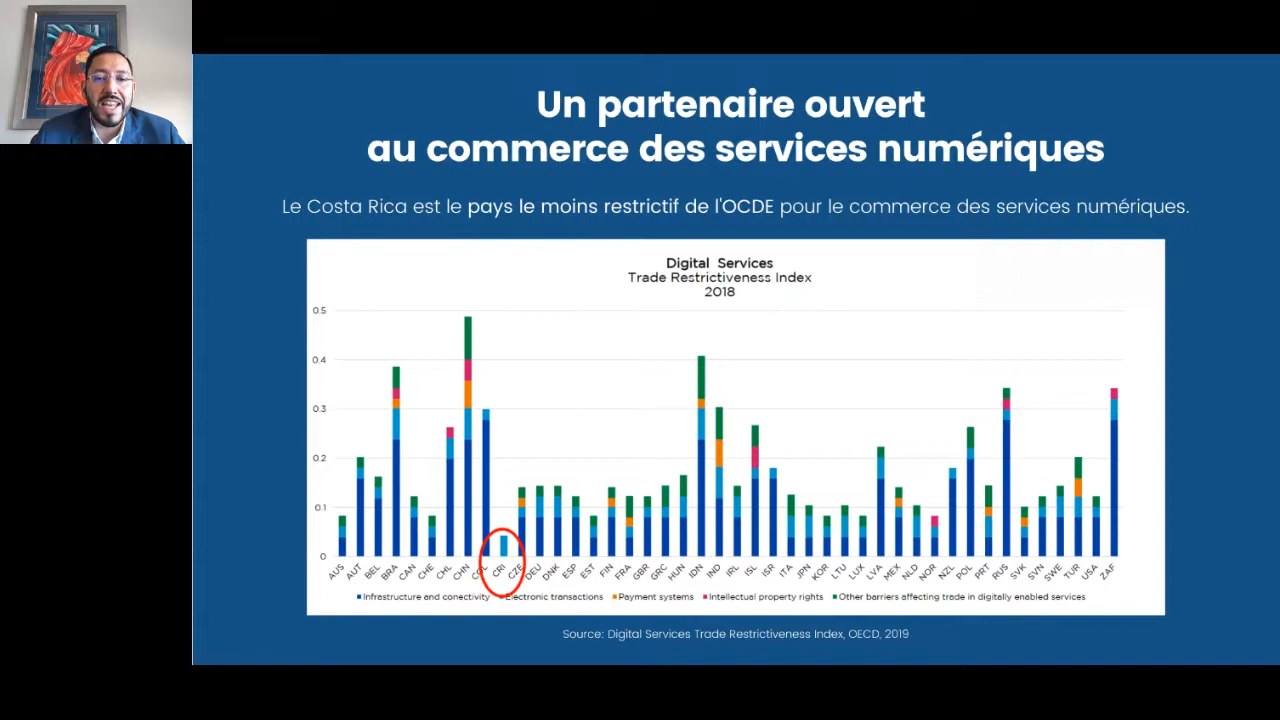 Un partenaire ouvert
au commerce des services numériques
Le Costa Rica est le pays le moins restrictif de l'OCDE pour le commerce des services numériques.
Digital Services
Trade Restrictiveness Index
2018
0.5
0.4
0.3
0.2
0.1
0
AUS AUT BEL BRA CAN CHE CHL CHN COL CRI CZE DEU DNK ESP EST FIN FRA GBR GRC HUN IDN IND IRL ISL ISR ITA JPN KOR LTU LUX LVA MEX NLD NOR NZL POL PRT RUS SVK SVN SWE TUR USA ZAF
Infrastructure and conectivity Electronic transactions Payment systems Intellectual property rights Other barriers affecting trade in digitally enabled services
Source: Digital Services Trade Restrictiveness Index, OECD, 2019